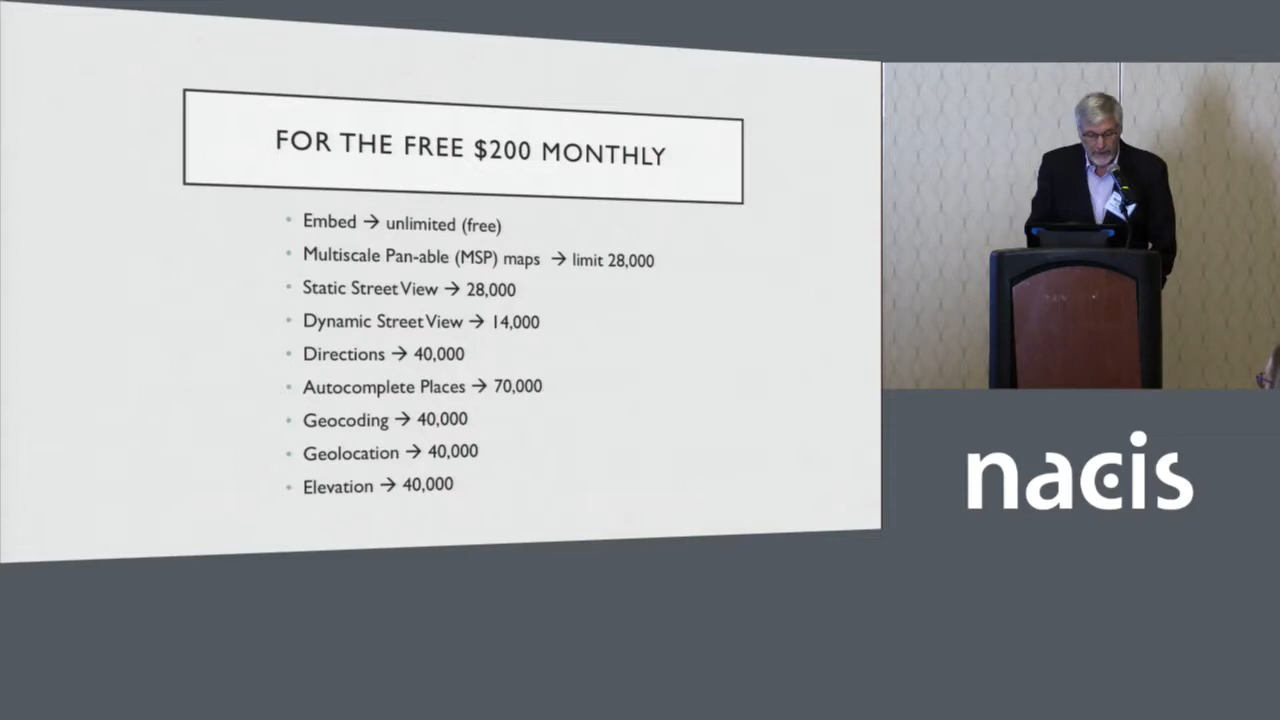 FOR THE FREE $200 MONTHLY
• Embed → unlimited (free)
• Multiscale Pan-able (MSP) maps → limit 28,000
• Static Street View → 28,000
• Dynamic Street View → 14,000
• Directions → 40,000
• Autocomplete Places → 70,000
• Geocoding → 40,000
• Geolocation → 40,000
• Elevation → 40,000
nacis